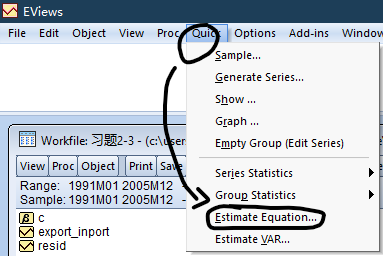 EViews
File Edit Object View Proc Quick Options Add-ins Window
Sample...
Generate Series...
Show ...
Graph ...
Empty Group (Edit Series)
Series Statistics
Group Statistics
Estimate Equation...
Estimate VAR...
Workfile: 习题2-3 - (c:\users
View Proc Object Print Save
Range: 1991M01 2005M12 -
Sample: 1991M01 2005M12 -
β c
export_inport
resid